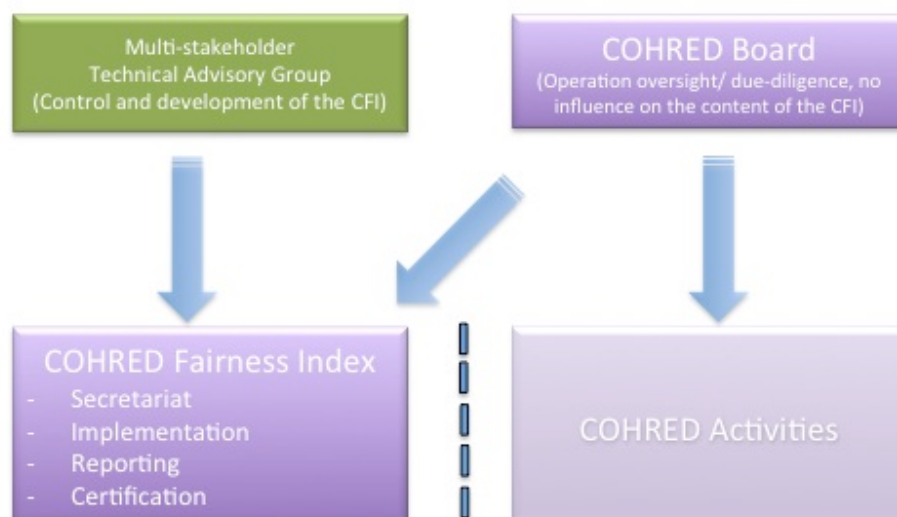 Multi-stakeholder
Technical Advisory Group
(Control and development of the CFI)
COHRED Board
(Operation oversight/ due-diligence, no
influence on the content of the CFI)
COHRED Fairness Index
- Secretariat
- Implementation
- Reporting
- Certification
COHRED Activities